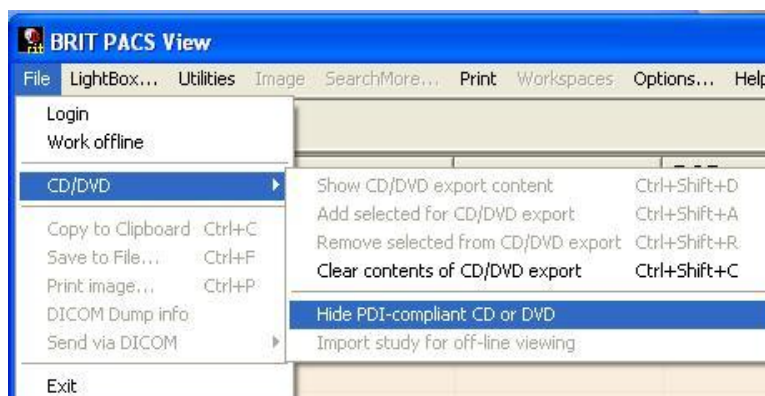 BRIT PACS View
File LightBox... Utilities Image SearchMore... Print Workspaces Options... Help
Login
Work offline
CD/DVD
Copy to Clipboard Ctrl+C
Save to File... Ctrl+F
Print image... Ctrl+P
DICOM Dump info
Send via DICOM
Exit
Show CD/DVD export content Ctrl+Shift+D
Add selected for CD/DVD export Ctrl+Shift+A
Remove selected from CD/DVD export Ctrl+Shift+R
Clear contents of CD/DVD export Ctrl+Shift+C
Hide PDI-compliant CD or DVD
Import study for off-line viewing